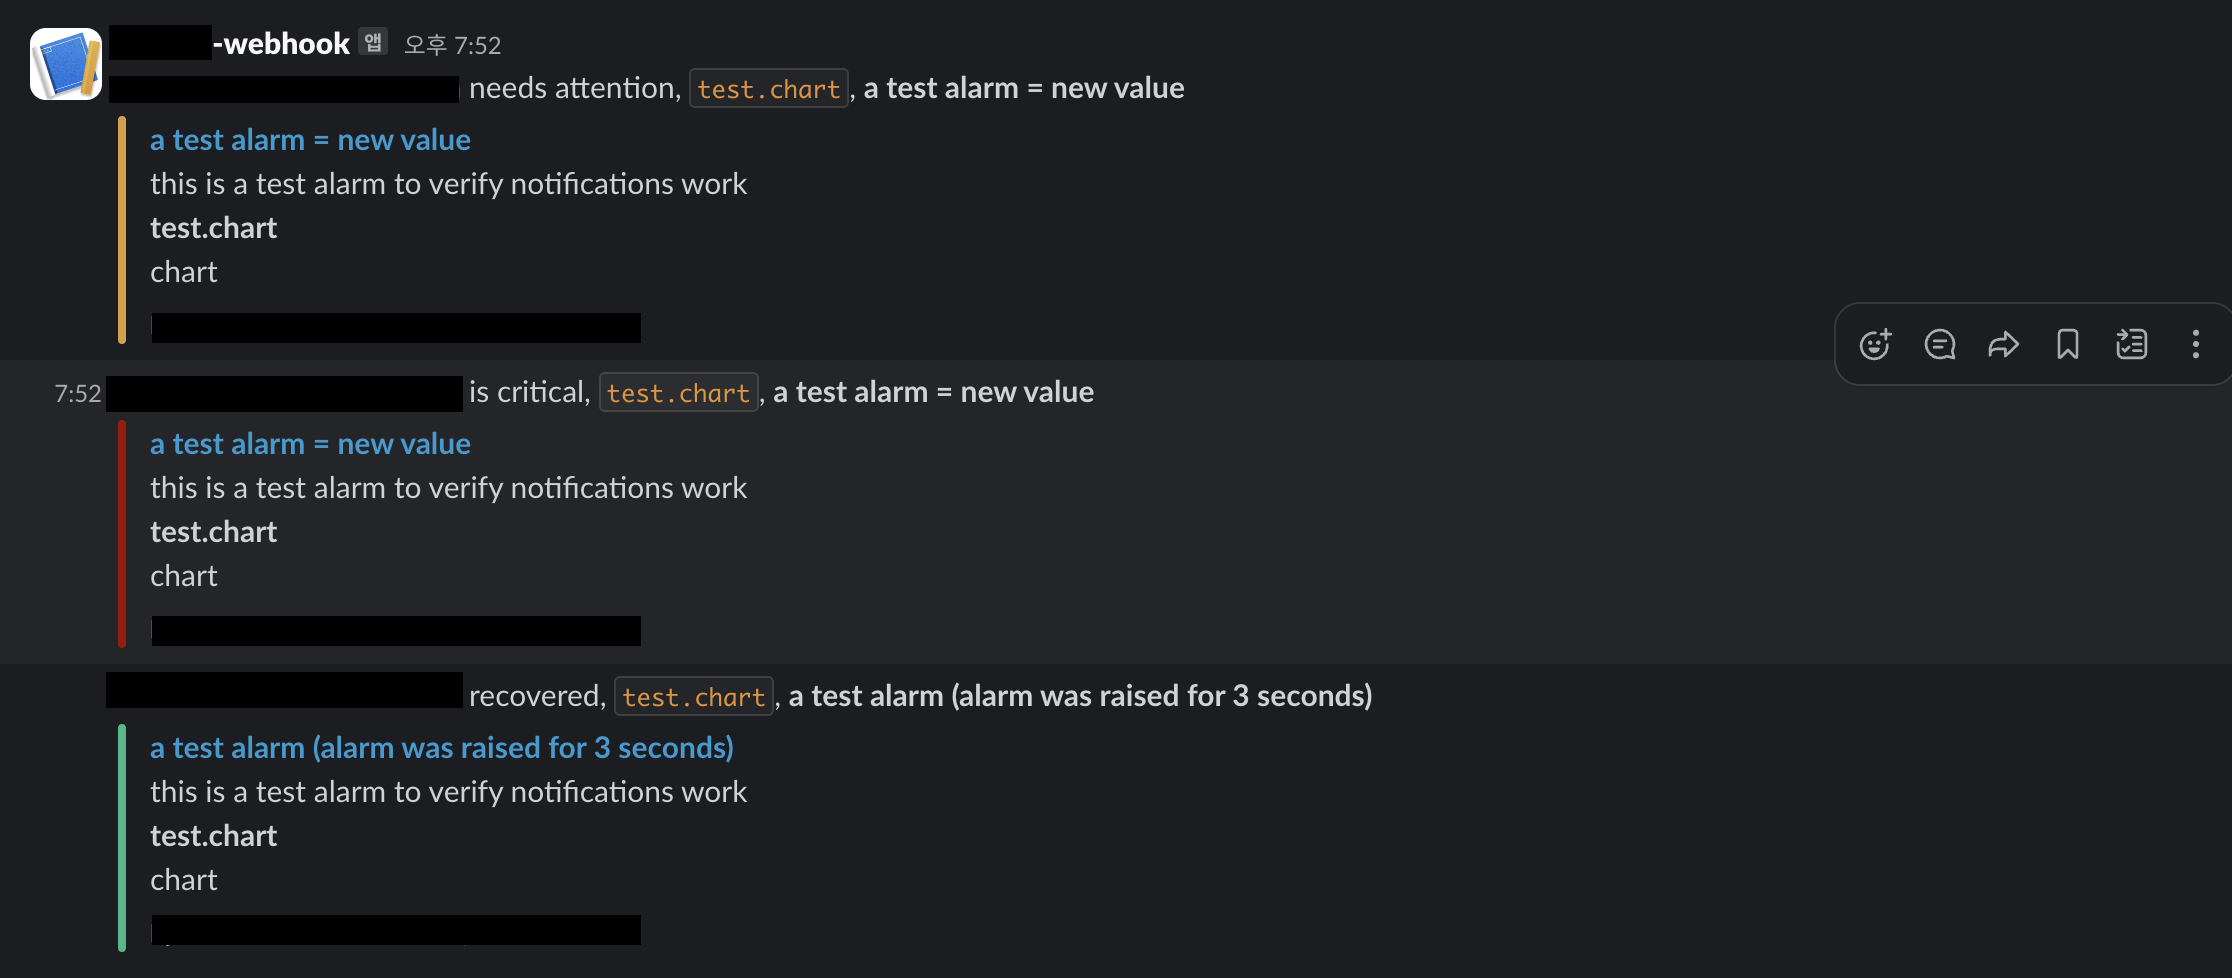 -webhook 앱 오후 7:52
needs attention, test.chart, a test alarm = new value
a test alarm = new value
this is a test alarm to verify notifications work
test.chart
chart
7:52 is critical, test.chart, a test alarm = new value
a test alarm = new value
this is a test alarm to verify notifications work
test.chart
chart
recovered, test.chart, a test alarm (alarm was raised for 3 seconds)
a test alarm (alarm was raised for 3 seconds)
this is a test alarm to verify notifications work
test.chart
chart